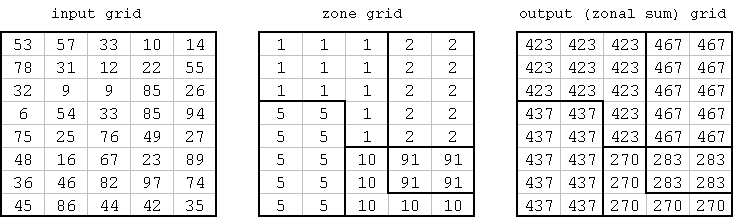 input grid zone grid output (zonal sum) grid
53 57 33 10 14 1 1 1 2 2 423 423 423 467 467
78 31 12 22 55 1 1 1 2 2 423 423 423 467 467
32 9 9 85 26 1 1 1 2 2 423 423 423 467 467
6 54 33 85 94 5 5 1 2 2 437 437 423 467 467
75 25 76 49 27 5 5 1 2 2 437 437 423 467 467
48 16 67 23 89 5 5 10 91 91 437 437 270 283 283
36 46 82 97 74 5 5 10 91 91 437 437 270 283 283
45 86 44 42 35 5 5 10 10 10 437 437 270 270 270